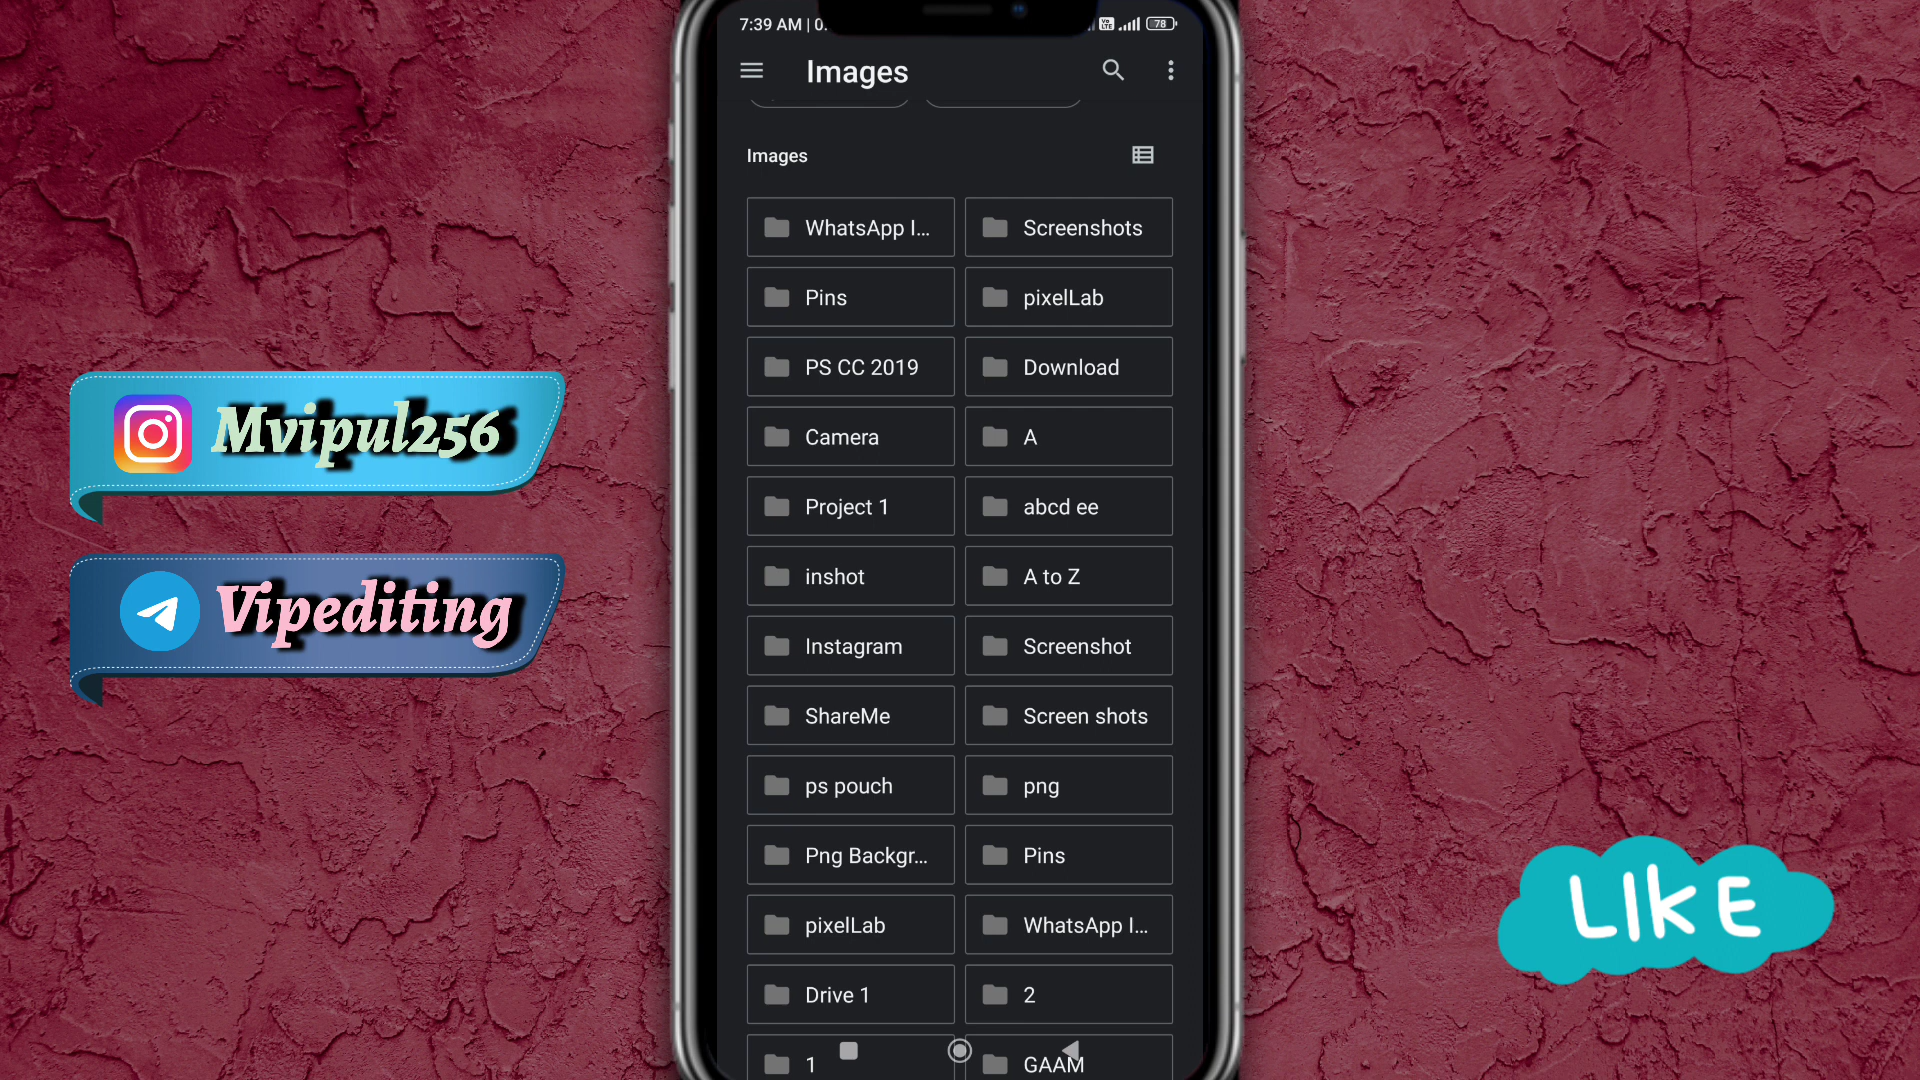 7:39 AM | 0.
Vo LTE
78
Images
Images
WhatsApp I...
Screenshots
Pins
pixelLab
PS CC 2019
Download
Camera
A
Project 1
abcd ee
inshot
A to Z
Instagram
Screenshot
ShareMe
Screen shots
ps pouch
png
Png Backgr...
Pins
pixelLab
WhatsApp I...
Drive 1
2
1
GAAM
Mvipul256
Vipediting
LIKE